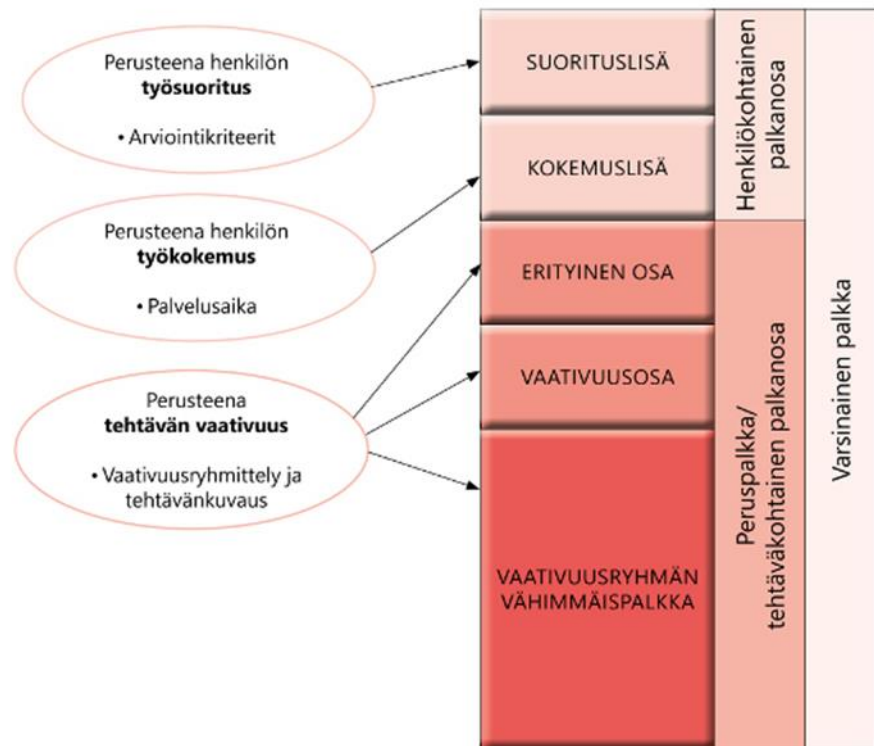 Perusteena henkilön
työsuoritus
• Arviointikriteerit
Perusteena henkilön
työkokemus
• Palvelusaika
Perusteena
tehtävän vaativuus
• Vaativuusryhmittely ja
tehtävänkuvaus
SUORITUSLISÄ
KOKEMUSLISÄ
ERITYINEN OSA
VAATIVUUSOSA
VAATIVUUSRYHMÄN
VÄHIMMÄISPALKKA
Henkilökohtainen
palkanosa
Peruspalkka/
tehtäväkohtainen palkanosa
Varsinainen palkka